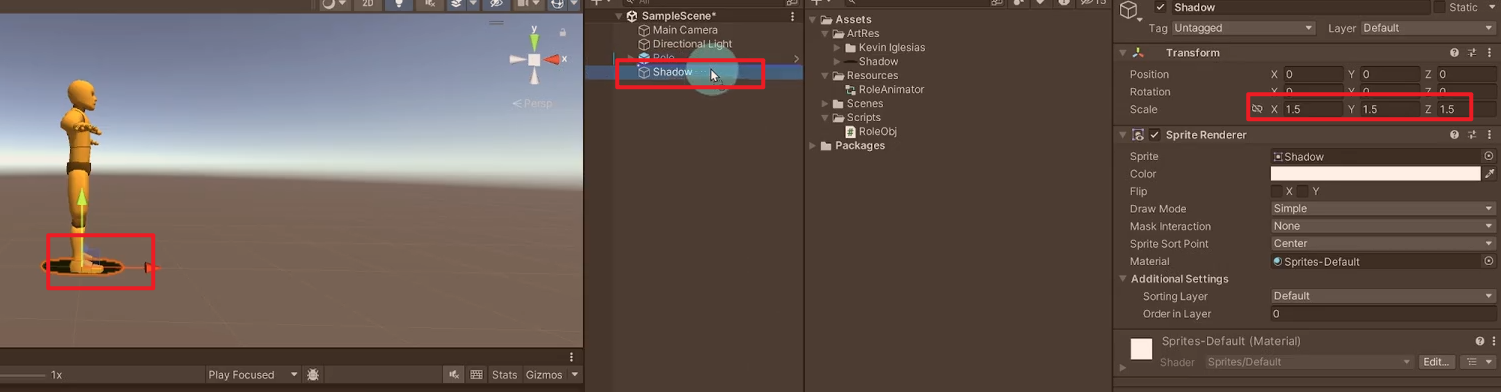 2D
y
x
Persp
1x
Play Focused
Stats
Gizmos
All
SampleScene*
Main Camera
Directional Light
Role
Shadow
Assets
ArtRes
Kevin Iglesias
Shadow
Resources
RoleAnimator
Scenes
Scripts
RoleObj
Packages
15
Shadow
Static
Tag Untagged Layer Default
Transform
Position X 0 Y 0 Z 0
Rotation X 0 Y 0 Z 0
Scale X 1.5 Y 1.5 Z 1.5
Sprite Renderer
Sprite Shadow
Color
Flip X Y
Draw Mode Simple
Mask Interaction None
Sprite Sort Point Center
Material Sprites-Default
Additional Settings
Sorting Layer Default
Order in Layer 0
Sprites-Default (Material)
Shader Sprites/Default Edit...